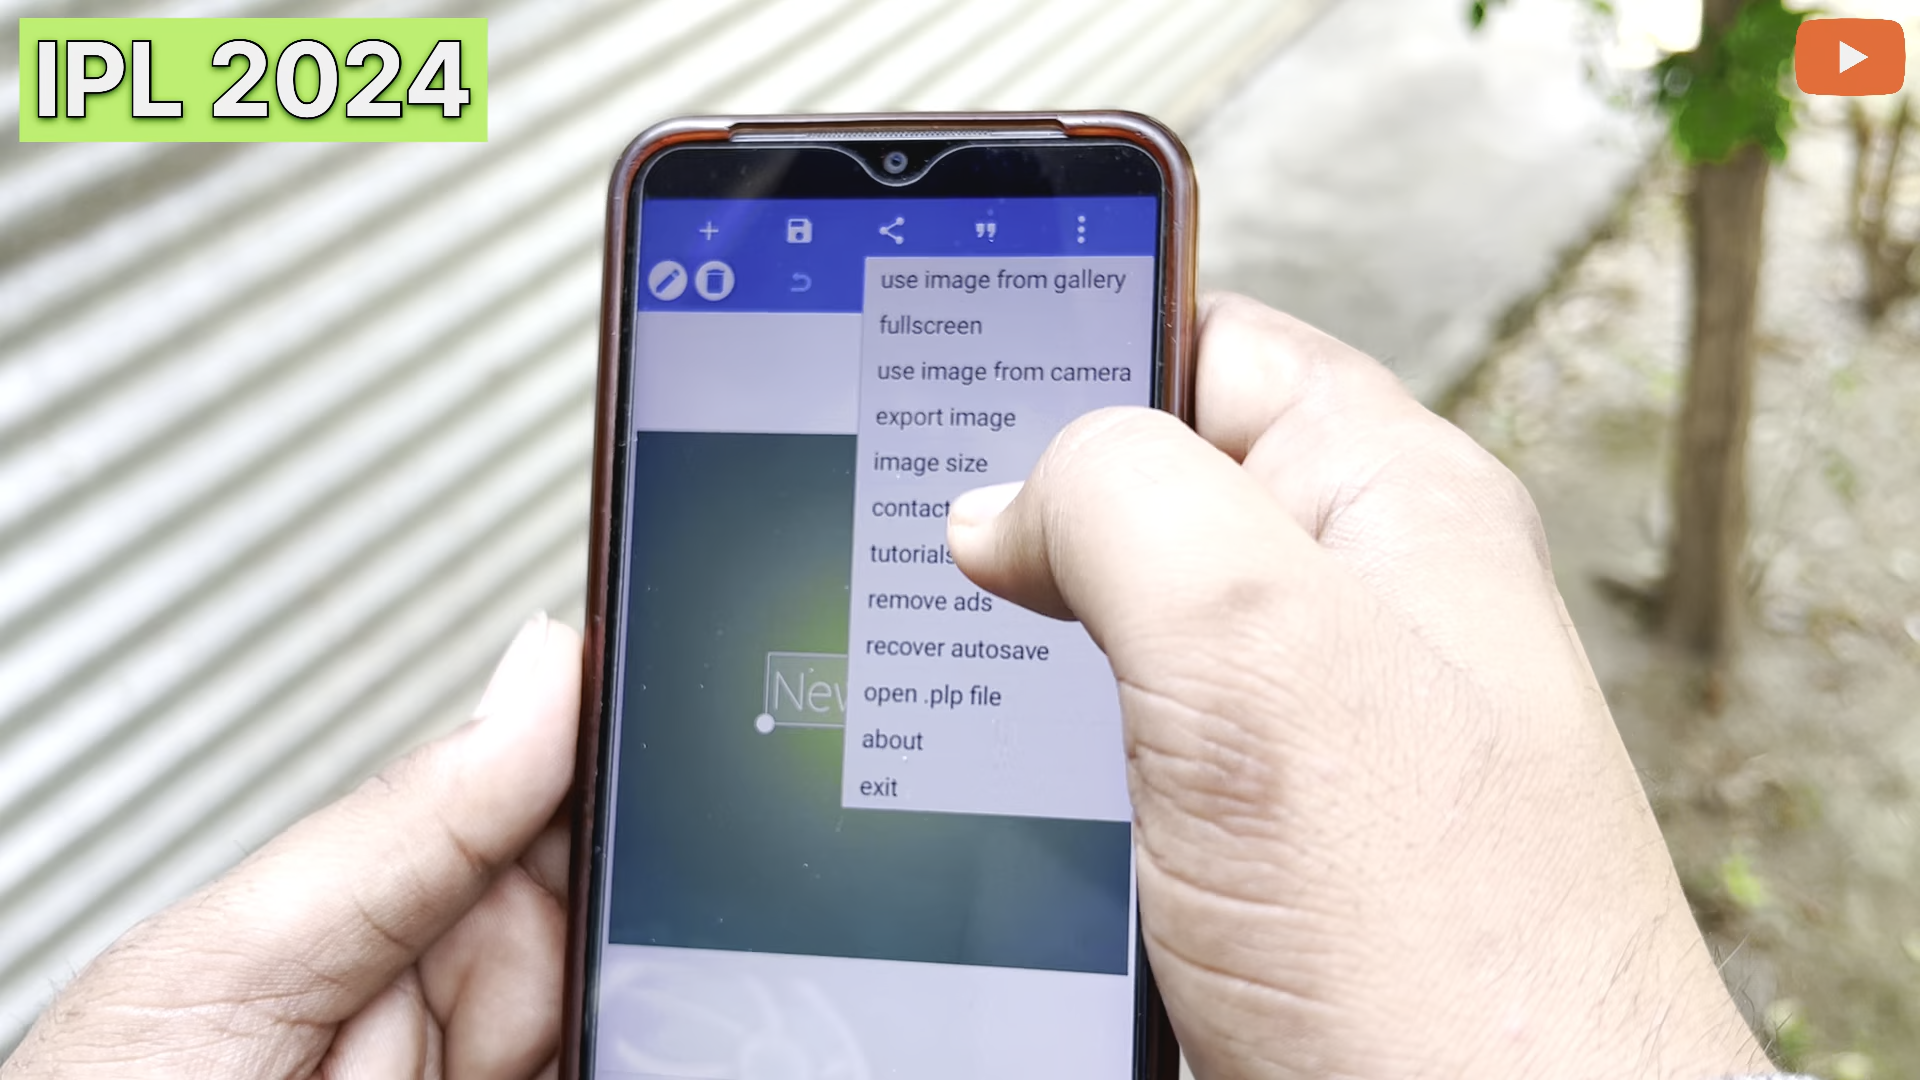 IPL 2024
use image from gallery
fullscreen
use image from camera
export image
image size
contact
tutorials
remove ads
recover autosave
open .plp file
about
exit